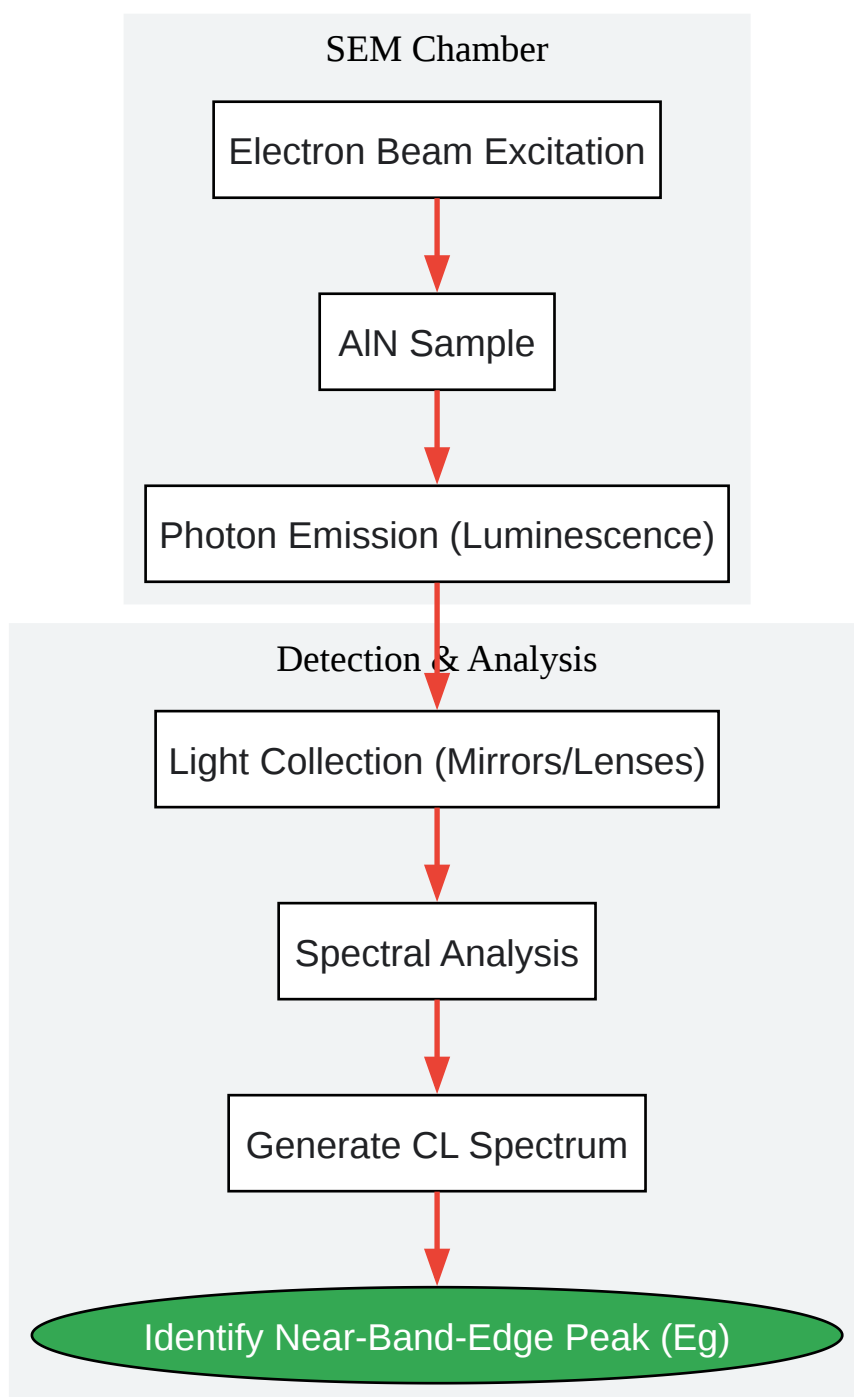 SEM Chamber
Electron Beam Excitation
AlN Sample
Photon Emission (Luminescence)
Detection & Analysis
Light Collection (Mirrors/Lenses)
Spectral Analysis
Generate CL Spectrum
Identify Near-Band-Edge Peak (Eg)